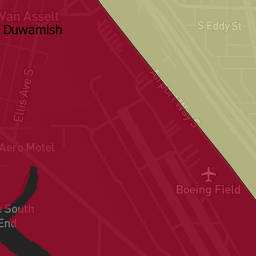 Van Asselt
Duwamish
S Eddy St
Ellis Ave S
Airport Way S
Aero Motel
Boeing Field
South
End